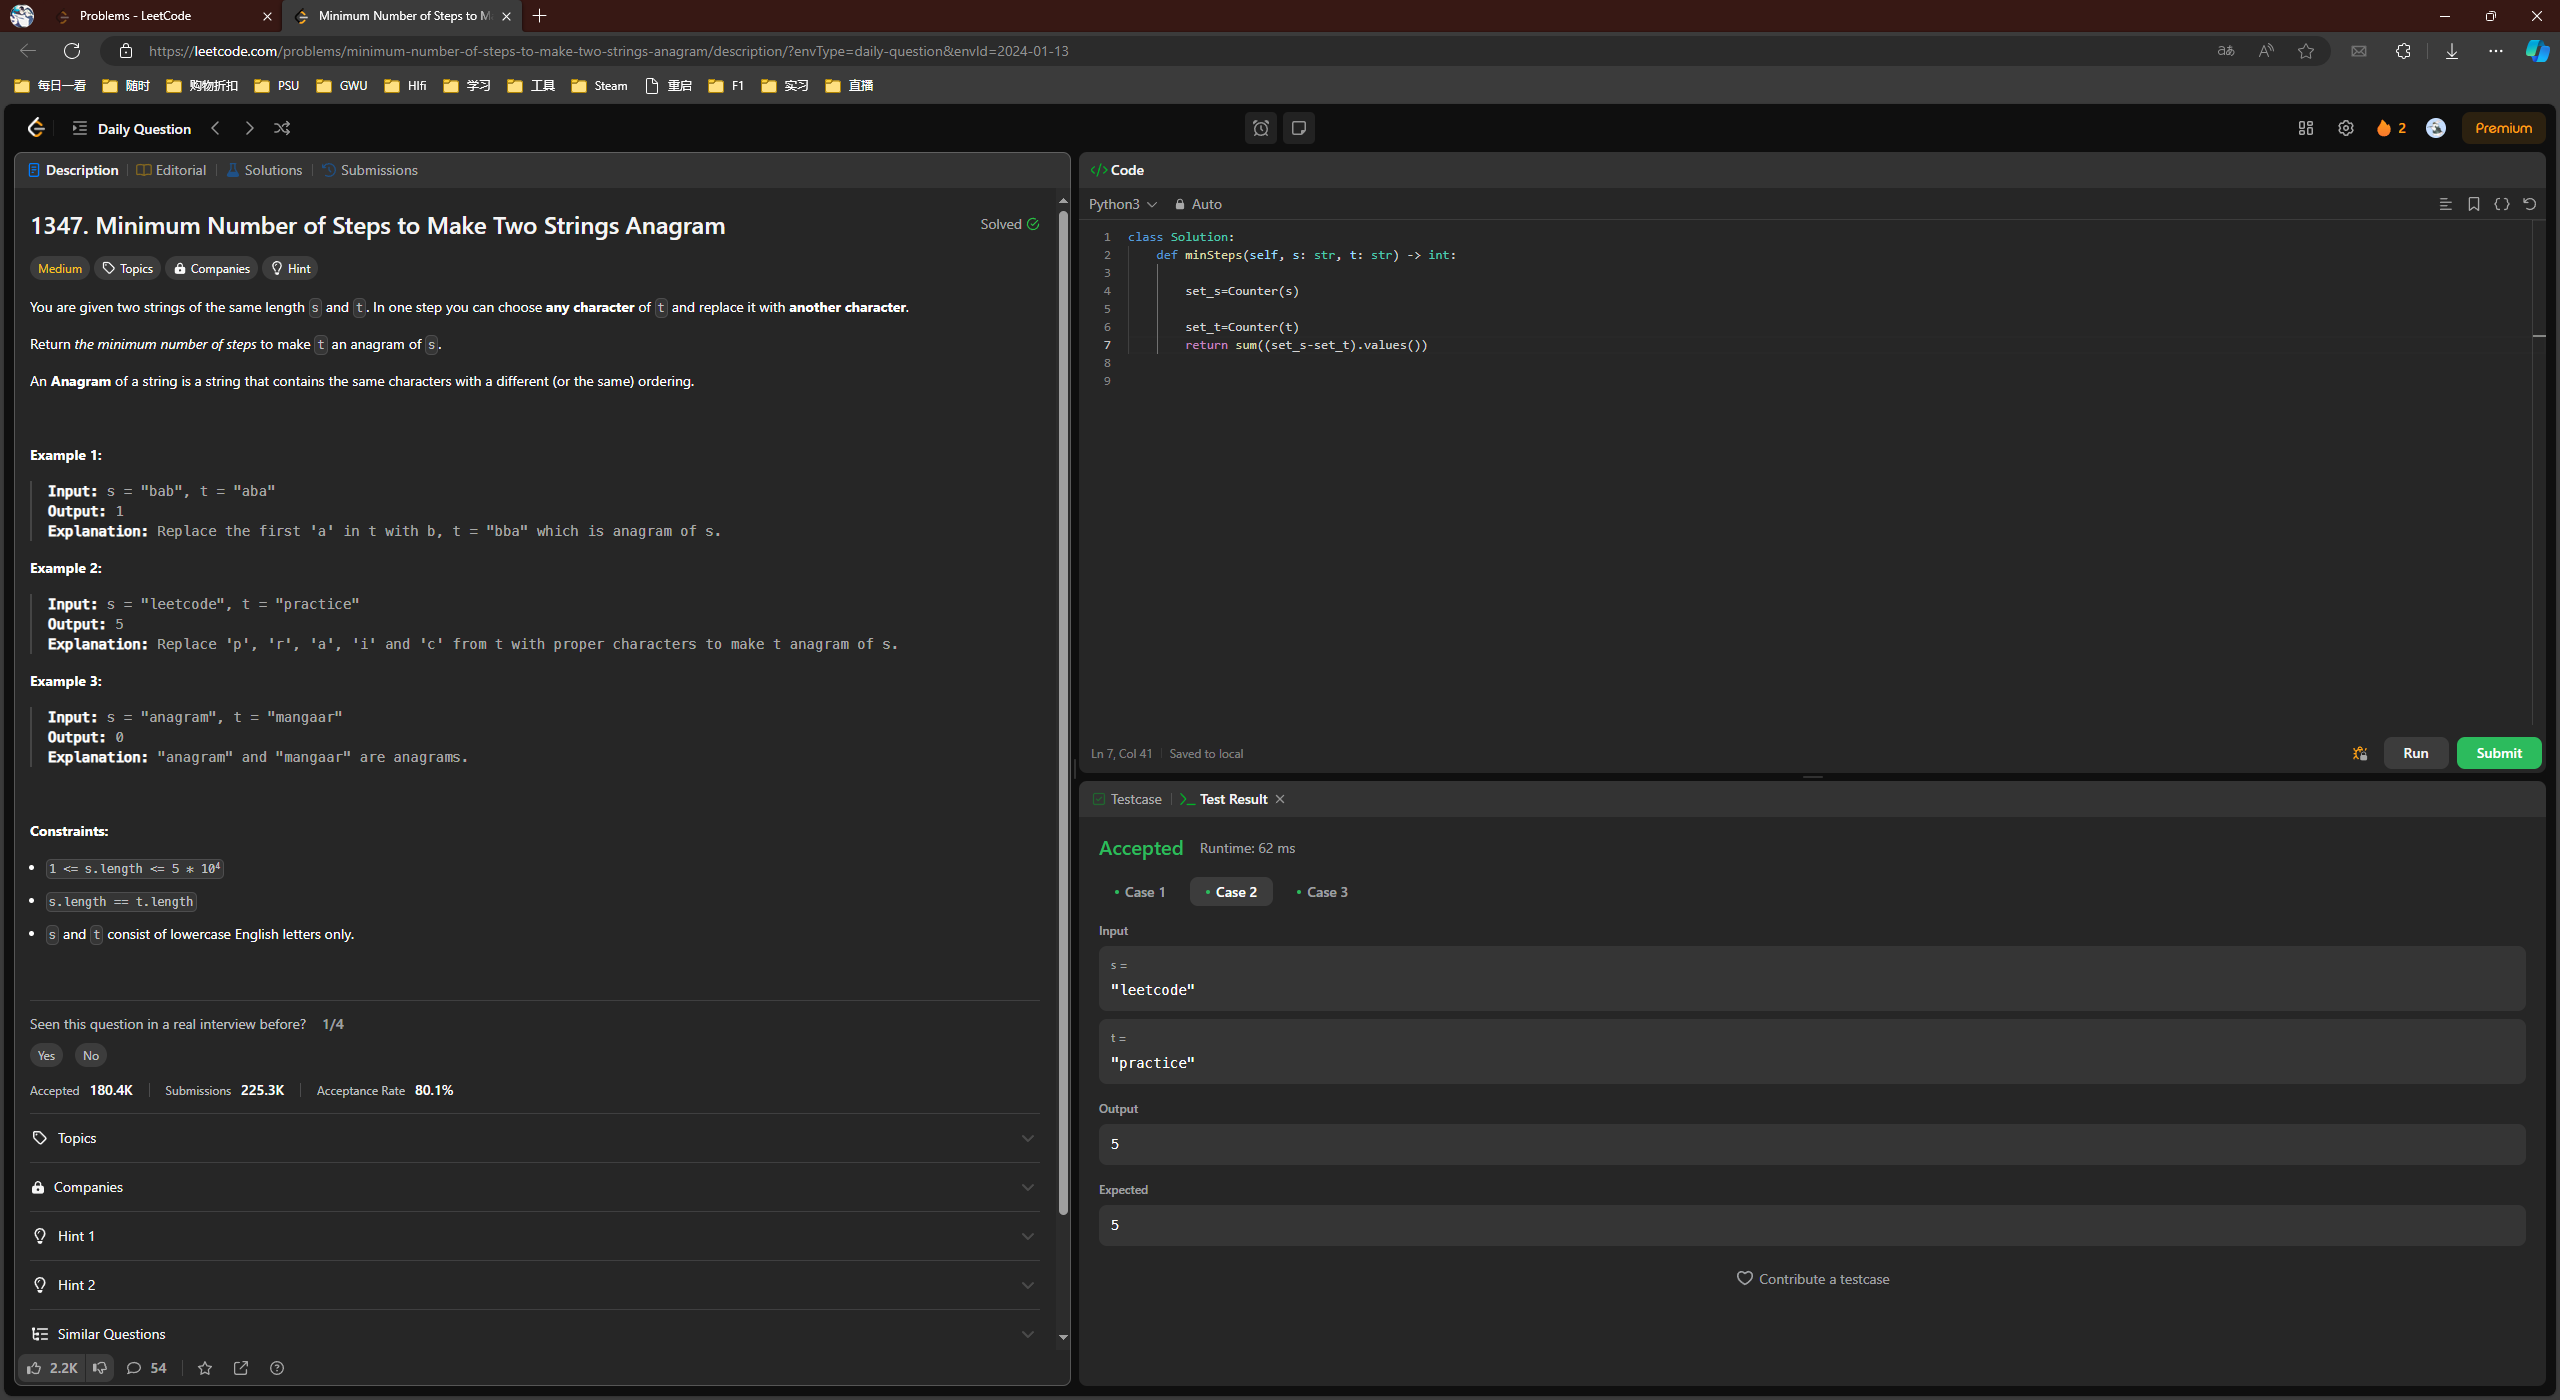 Problems - LeetCode
Minimum Number of Steps to M
https://leetcode.com/problems/minimum-number-of-steps-to-make-two-strings-anagram/description/?envType=daily-question&envId=2024-01-13
每日一看 随时 购物折扣 PSU GWU HIfi 学习 工具 Steam 重启 F1 实习 直播
Daily Question
2
Premium
Description
Editorial
Solutions
Submissions
1347. Minimum Number of Steps to Make Two Strings Anagram
Solved
Medium
Topics
Companies
Hint
You are given two strings of the same length s and t. In one step you can choose any character of t and replace it with another character.
Return the minimum number of steps to make t an anagram of s.
An Anagram of a string is a string that contains the same characters with a different (or the same) ordering.
Example 1:
Input: s = "bab", t = "aba"
Output: 1
Explanation: Replace the first 'a' in t with b, t = "bba" which is anagram of s.
Example 2:
Input: s = "leetcode", t = "practice"
Output: 5
Explanation: Replace 'p', 'r', 'a', 'i' and 'c' from t with proper characters to make t anagram of s.
Example 3:
Input: s = "anagram", t = "mangaar"
Output: 0
Explanation: "anagram" and "mangaar" are anagrams.
Constraints:
1 <= s.length <= 5 * 10⁴
s.length == t.length
s and t consist of lowercase English letters only.
Seen this question in a real interview before? 1/4
Yes
No
Accepted 180.4K
Submissions 225.3K
Acceptance Rate 80.1%
Topics
Companies
Hint 1
Hint 2
Similar Questions
2.2K
54
</> Code
Python3
Auto
1 class Solution:
2 def minSteps(self, s: str, t: str) -> int:
3
4 set_s=Counter(s)
5
6 set_t=Counter(t)
7 return sum((set_s-set_t).values())
8
9
Ln 7, Col 41
Saved to local
Run
Submit
Testcase
Test Result
Accepted
Runtime: 62 ms
Case 1
Case 2
Case 3
Input
s =
"leetcode"
t =
"practice"
Output
5
Expected
5
Contribute a testcase